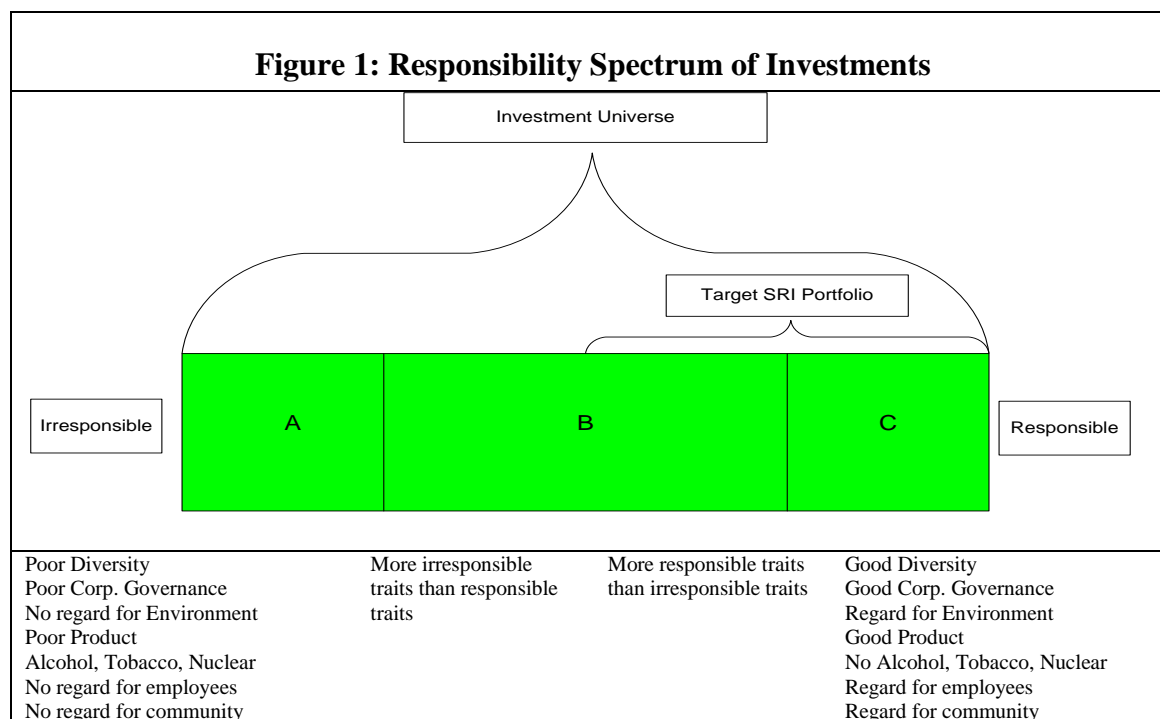 Figure 1: Responsibility Spectrum of Investments
Investment Universe
Target SRI Portfolio
Irresponsible
A
B
C
Responsible
Poor Diversity
Poor Corp. Governance
No regard for Environment
Poor Product
Alcohol, Tobacco, Nuclear
No regard for employees
No regard for community
More irresponsible
traits than responsible
traits
More responsible traits
than irresponsible traits
Good Diversity
Good Corp. Governance
Regard for Environment
Good Product
No Alcohol, Tobacco, Nuclear
Regard for employees
Regard for community